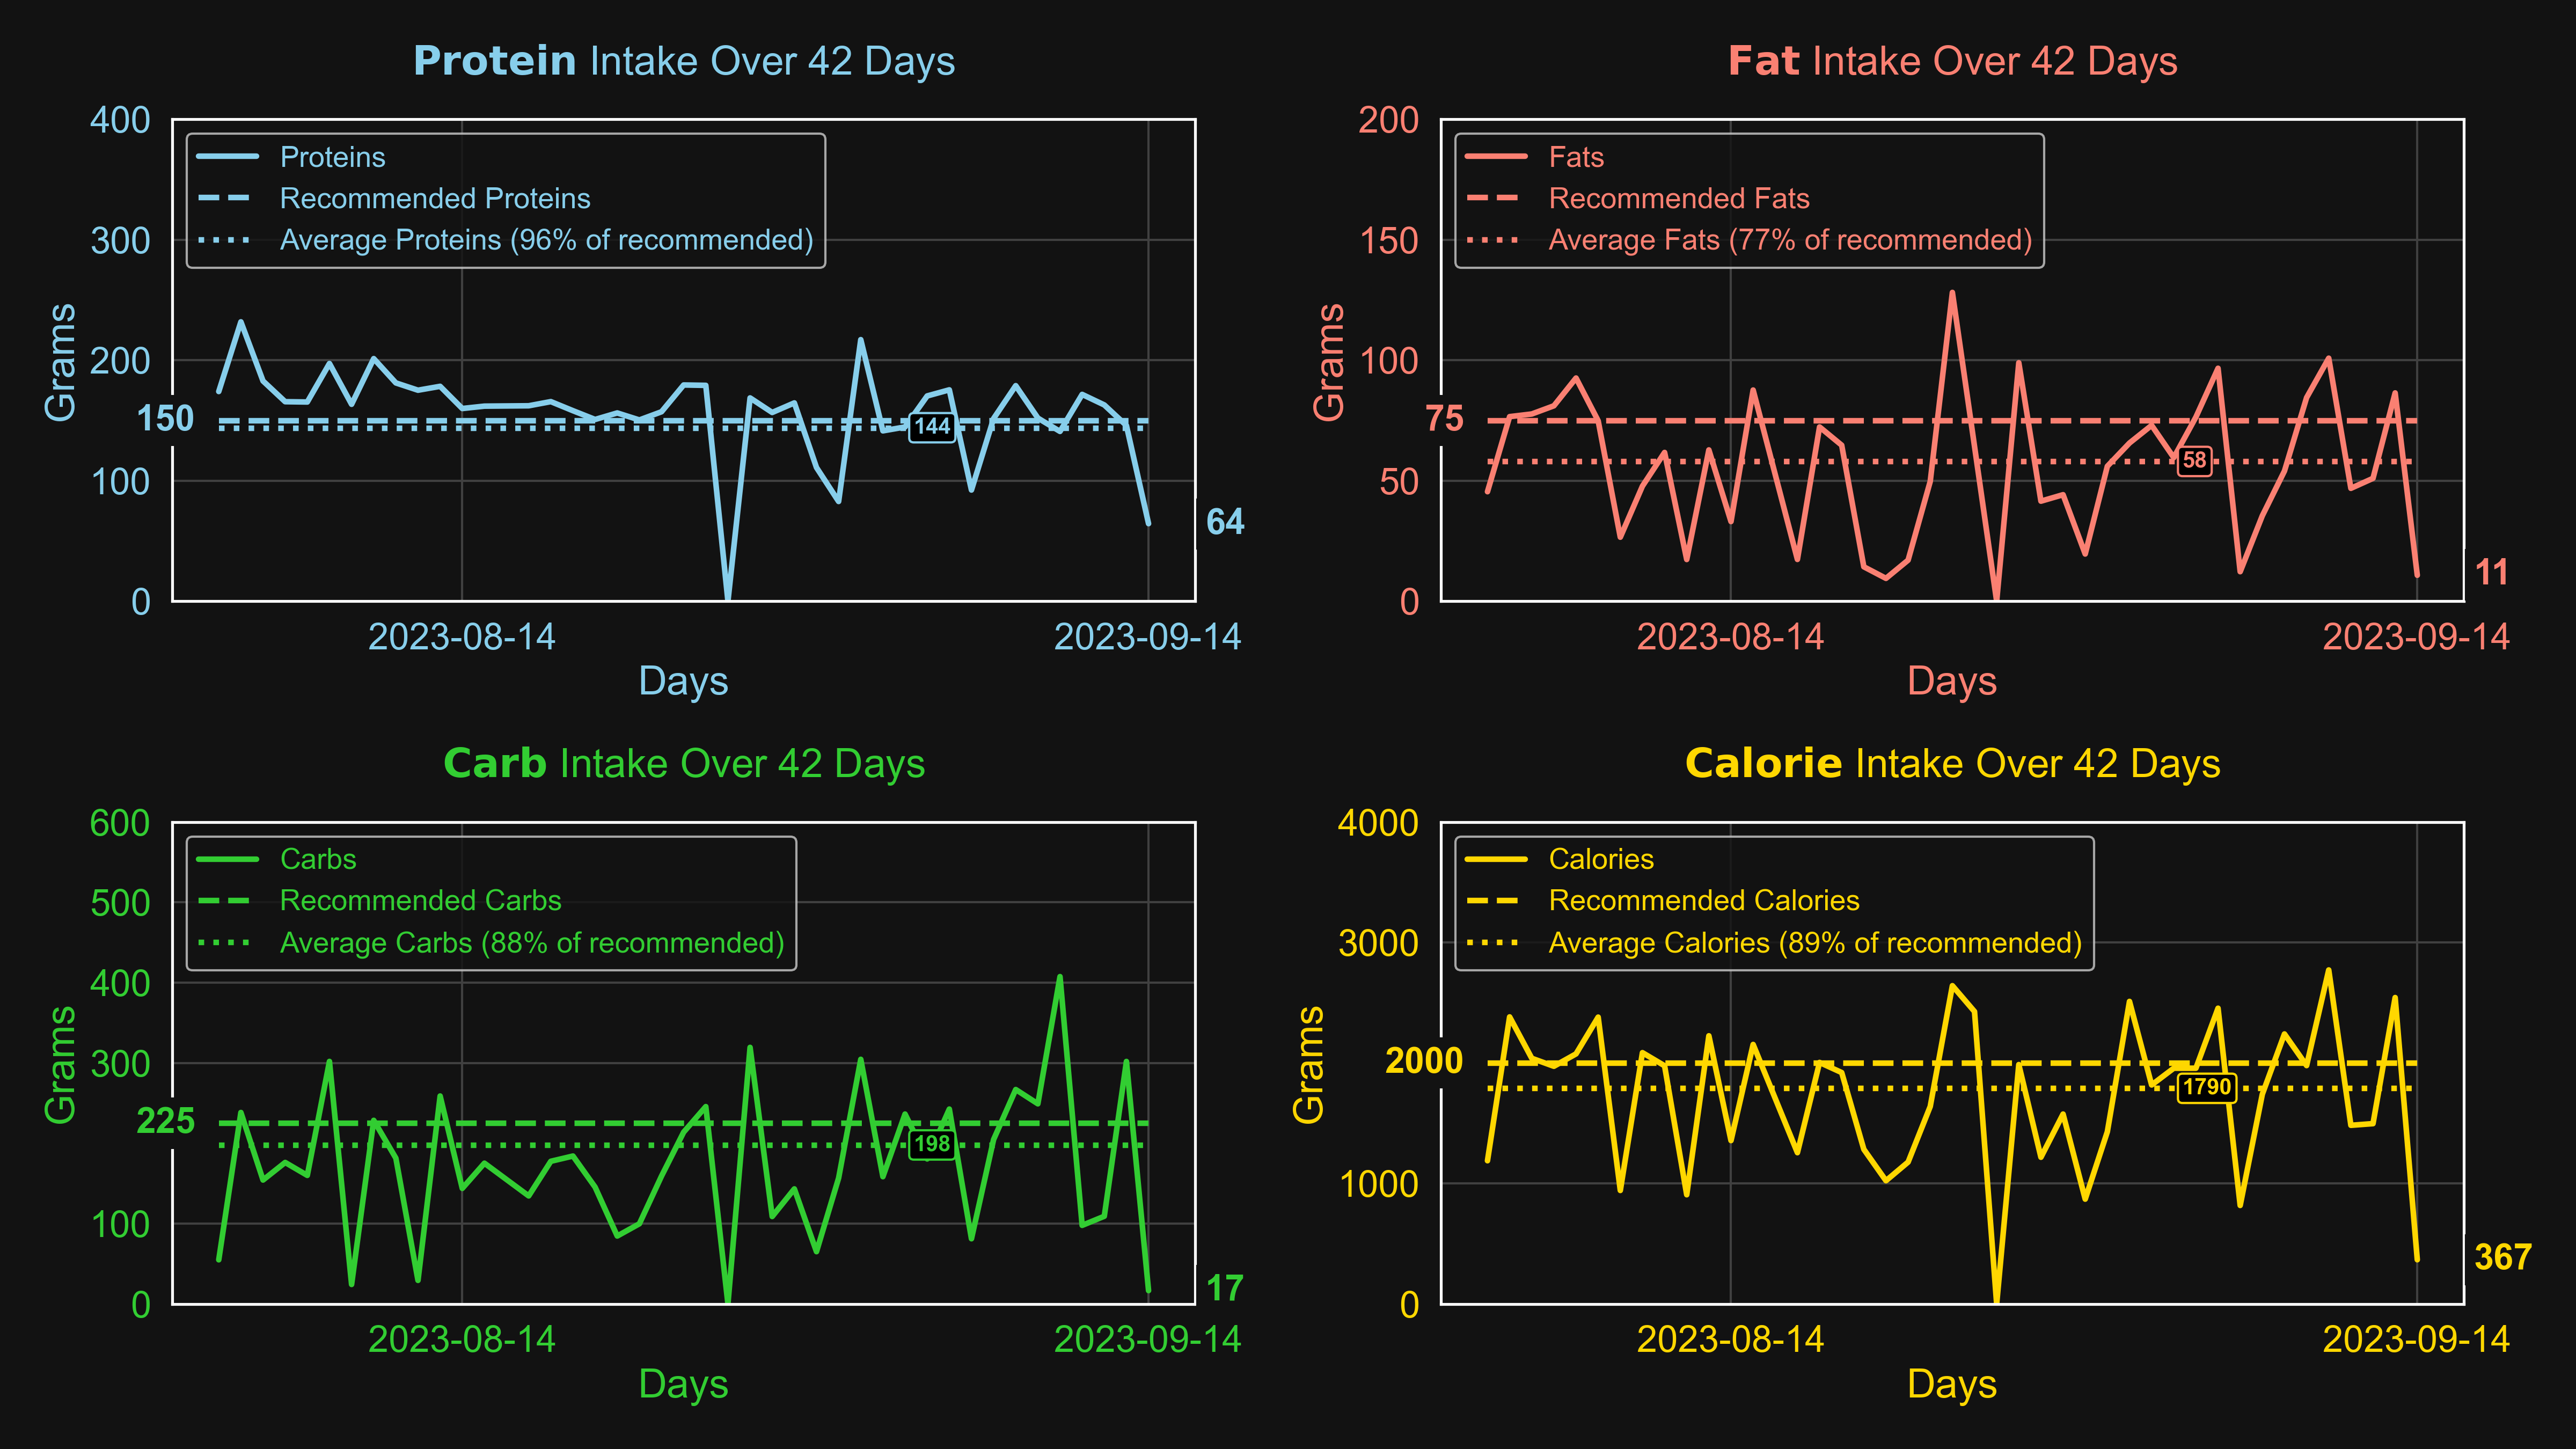 Protein Intake Over 42 Days
400
300
200
150
100
0
Grams
Proteins
Recommended Proteins
Average Proteins (96% of recommended)
144
64
2023-08-14
2023-09-14
Days
Fat Intake Over 42 Days
200
150
100
75
50
0
Grams
Fats
Recommended Fats
Average Fats (77% of recommended)
58
11
2023-08-14
2023-09-14
Days
Carb Intake Over 42 Days
600
500
400
300
225
100
0
Grams
Carbs
Recommended Carbs
Average Carbs (88% of recommended)
198
17
2023-08-14
2023-09-14
Days
Calorie Intake Over 42 Days
4000
3000
2000
1000
0
Grams
Calories
Recommended Calories
Average Calories (89% of recommended)
1790
367
2023-08-14
2023-09-14
Days